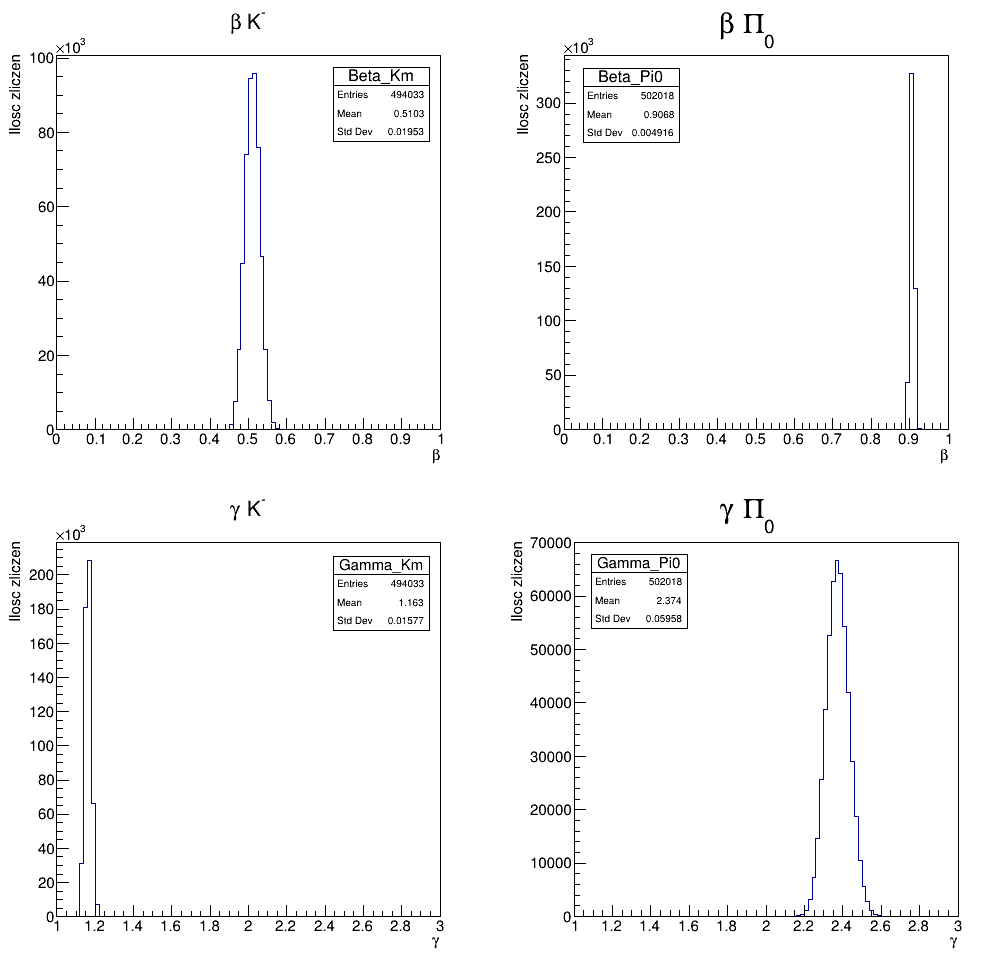 β K⁻
×10³
Ilosc zliczen
100
80
60
40
20
0
Beta_Km
Entries 494033
Mean 0.5103
Std Dev 0.01953
0 0.1 0.2 0.3 0.4 0.5 0.6 0.7 0.8 0.9 1
β
β Π₀
×10³
Ilosc zliczen
300
250
200
150
100
50
0
Beta_Pi0
Entries 502018
Mean 0.9068
Std Dev 0.004916
0 0.1 0.2 0.3 0.4 0.5 0.6 0.7 0.8 0.9 1
β
γ K⁻
×10³
Ilosc zliczen
200
180
160
140
120
100
80
60
40
20
0
Gamma_Km
Entries 494033
Mean 1.163
Std Dev 0.01577
1 1.2 1.4 1.6 1.8 2 2.2 2.4 2.6 2.8 3
γ
γ Π₀
Ilosc zliczen
70000
60000
50000
40000
30000
20000
10000
0
Gamma_Pi0
Entries 502018
Mean 2.374
Std Dev 0.05958
1 1.2 1.4 1.6 1.8 2 2.2 2.4 2.6 2.8 3
γ